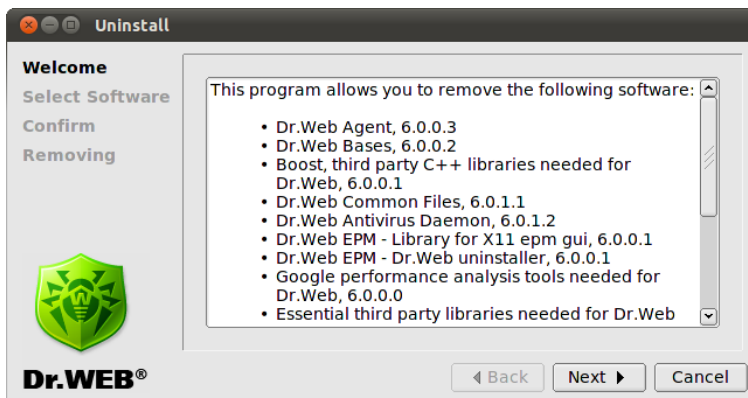 Uninstall
Welcome
Select Software
Confirm
Removing
This program allows you to remove the following software:
• Dr.Web Agent, 6.0.0.3
• Dr.Web Bases, 6.0.0.2
• Boost, third party C++ libraries needed for
Dr.Web, 6.0.0.1
• Dr.Web Common Files, 6.0.1.1
• Dr.Web Antivirus Daemon, 6.0.1.2
• Dr.Web EPM - Library for X11 epm gui, 6.0.0.1
• Dr.Web EPM - Dr.Web uninstaller, 6.0.0.1
• Google performance analysis tools needed for
Dr.Web, 6.0.0.0
• Essential third party libraries needed for Dr.Web
Dr.WEB®
Back
Next
Cancel